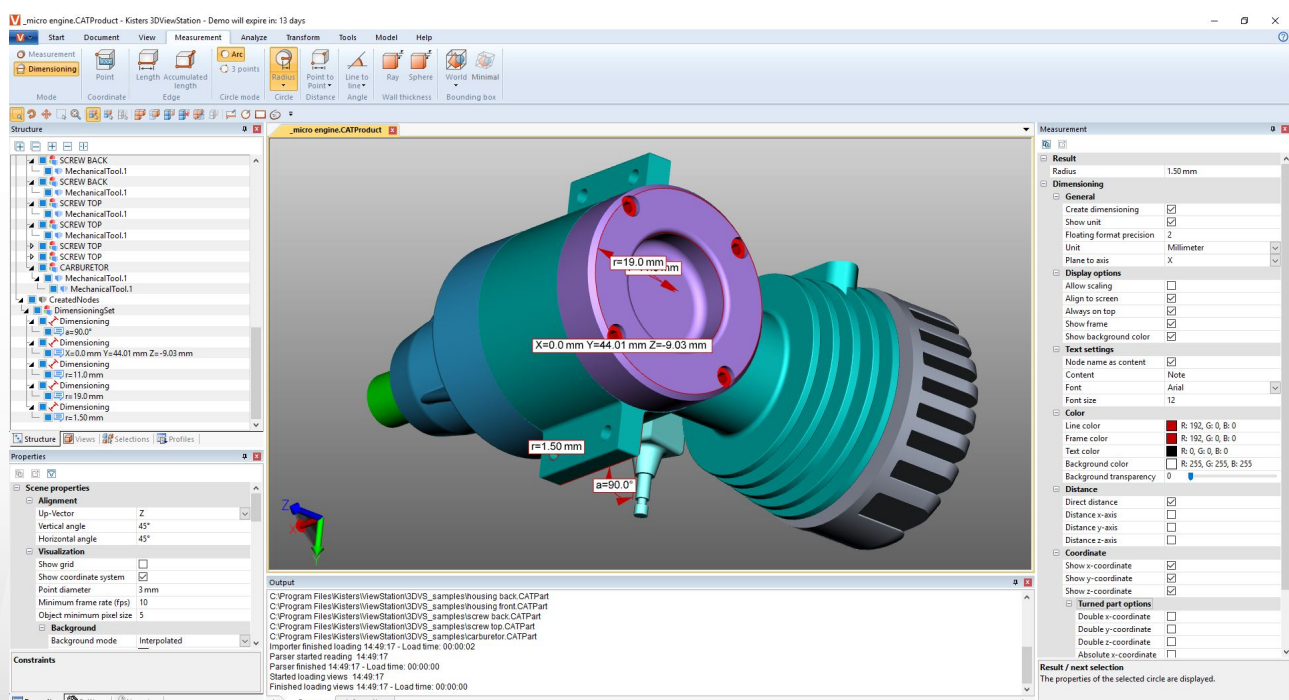 _micro engine.CATProduct - Kisters 3DViewStation - Demo will expire in: 13 days
Start Document View Measurement Analyze Transform Tools Model Help
Measurement
Dimensioning
Mode
Point
Coordinate
Length Accumulated length
Edge
Arc
3 points
Circle mode
Radius
Circle
Point to Point
Distance
Line to line
Angle
Ray Sphere
Wall thickness
World Minimal
Bounding box
Structure
SCREW BACK
MechanicalTool.1
SCREW BACK
MechanicalTool.1
SCREW TOP
MechanicalTool.1
SCREW TOP
MechanicalTool.1
SCREW TOP
SCREW TOP
CARBURETOR
MechanicalTool.1
MechanicalTool.1
CreatedNodes
DimensioningSet
Dimensioning
a=90.0°
Dimensioning
X=0.0 mm Y=44.01 mm Z=-9.03 mm
Dimensioning
r=11.0 mm
Dimensioning
r=19.0 mm
Dimensioning
r=1.50 mm
Structure Views Selections Profiles
Properties
Scene properties
Alignment
Up-Vector Z
Vertical angle 45°
Horizontal angle 45°
Visualization
Show grid
Show coordinate system
Point diameter 3 mm
Minimum frame rate (fps) 10
Object minimum pixel size 5
Background
Background mode Interpolated
Constraints
_micro engine.CATProduct
r=19.0 mm
mm
X=0.0 mm Y=44.01 mm Z=-9.03 mm
r=1.50 mm
a=90.0°
Z
X
Y
Output
C:\Program Files\Kisters\ViewStation\3DVS_samples\housing back.CATPart
C:\Program Files\Kisters\ViewStation\3DVS_samples\housing front.CATPart
C:\Program Files\Kisters\ViewStation\3DVS_samples\screw back.CATPart
C:\Program Files\Kisters\ViewStation\3DVS_samples\screw top.CATPart
C:\Program Files\Kisters\ViewStation\3DVS_samples\carburetor.CATPart
Importer finished loading 14:49:17 - Load time: 00:00:02
Parser started reading 14:49:17
Parser finished 14:49:17 - Load time: 00:00:00
Started loading views 14:49:17
Finished loading views 14:49:17 - Load time: 00:00:00
Measurement
Result
Radius 1.50 mm
Dimensioning
General
Create dimensioning
Show unit
Floating format precision 2
Unit Millimeter
Plane to axis X
Display options
Allow scaling
Align to screen
Always on top
Show frame
Show background color
Text settings
Node name as content
Content Note
Font Arial
Font size 12
Color
Line color R: 192, G: 0, B: 0
Frame color R: 192, G: 0, B: 0
Text color R: 0, G: 0, B: 0
Background color R: 255, G: 255, B: 255
Background transparency 0
Distance
Direct distance
Distance x-axis
Distance y-axis
Distance z-axis
Coordinate
Show x-coordinate
Show y-coordinate
Show z-coordinate
Turned part options
Double x-coordinate
Double y-coordinate
Double z-coordinate
Absolute x-coordinate
Result / next selection
The properties of the selected circle are displayed.